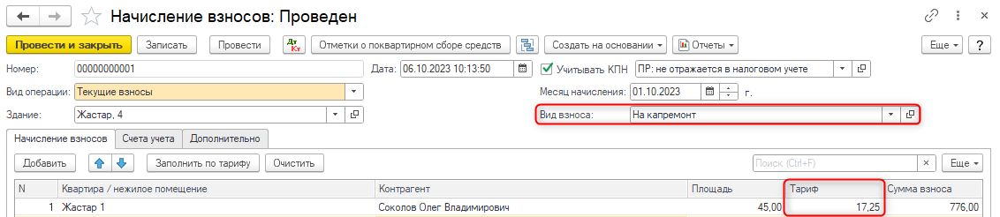 Начисление взносов: Проведен
Провести и закрыть Записать Провести Дт Кт Отметки о поквартирном сборе средств Создать на основании Отчеты Еще ?
Номер: 00000000001 Дата: 06.10.2023 10:13:50 Учитывать КПН ПР: не отражается в налоговом учете
Вид операции: Текущие взносы Месяц начисления: 01.10.2023 г.
Здание: Жастар, 4 Вид взноса: На капремонт
Начисление взносов Счета учета Дополнительно
Добавить Заполнить по тарифу Очистить Поиск (Ctrl+F) × Еще
N Квартира / нежилое помещение Контрагент Площадь Тариф Сумма взноса
1 Жастар 1 Соколов Олег Владимирович 45,00 17,25 776,00